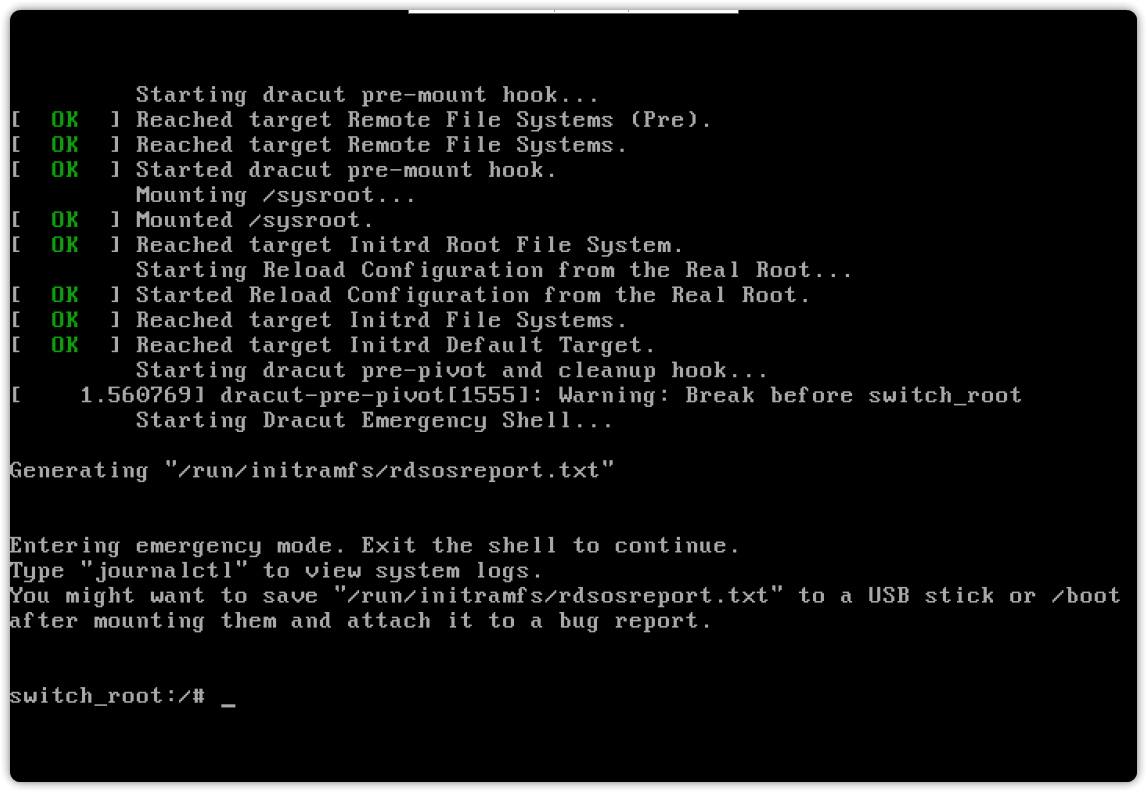 Starting dracut pre-mount hook...
[  OK  ] Reached target Remote File Systems (Pre).
[  OK  ] Reached target Remote File Systems.
[  OK  ] Started dracut pre-mount hook.
Mounting /sysroot...
[  OK  ] Mounted /sysroot.
[  OK  ] Reached target Initrd Root File System.
Starting Reload Configuration from the Real Root...
[  OK  ] Started Reload Configuration from the Real Root.
[  OK  ] Reached target Initrd File Systems.
[  OK  ] Reached target Initrd Default Target.
Starting dracut pre-pivot and cleanup hook...
[    1.560769] dracut-pre-pivot[1555]: Warning: Break before switch_root
Starting Dracut Emergency Shell...
Generating "/run/initramfs/rdsosreport.txt"
Entering emergency mode. Exit the shell to continue.
Type "journalctl" to view system logs.
You might want to save "/run/initramfs/rdsosreport.txt" to a USB stick or /boot
after mounting them and attach it to a bug report.
switch_root:/# _